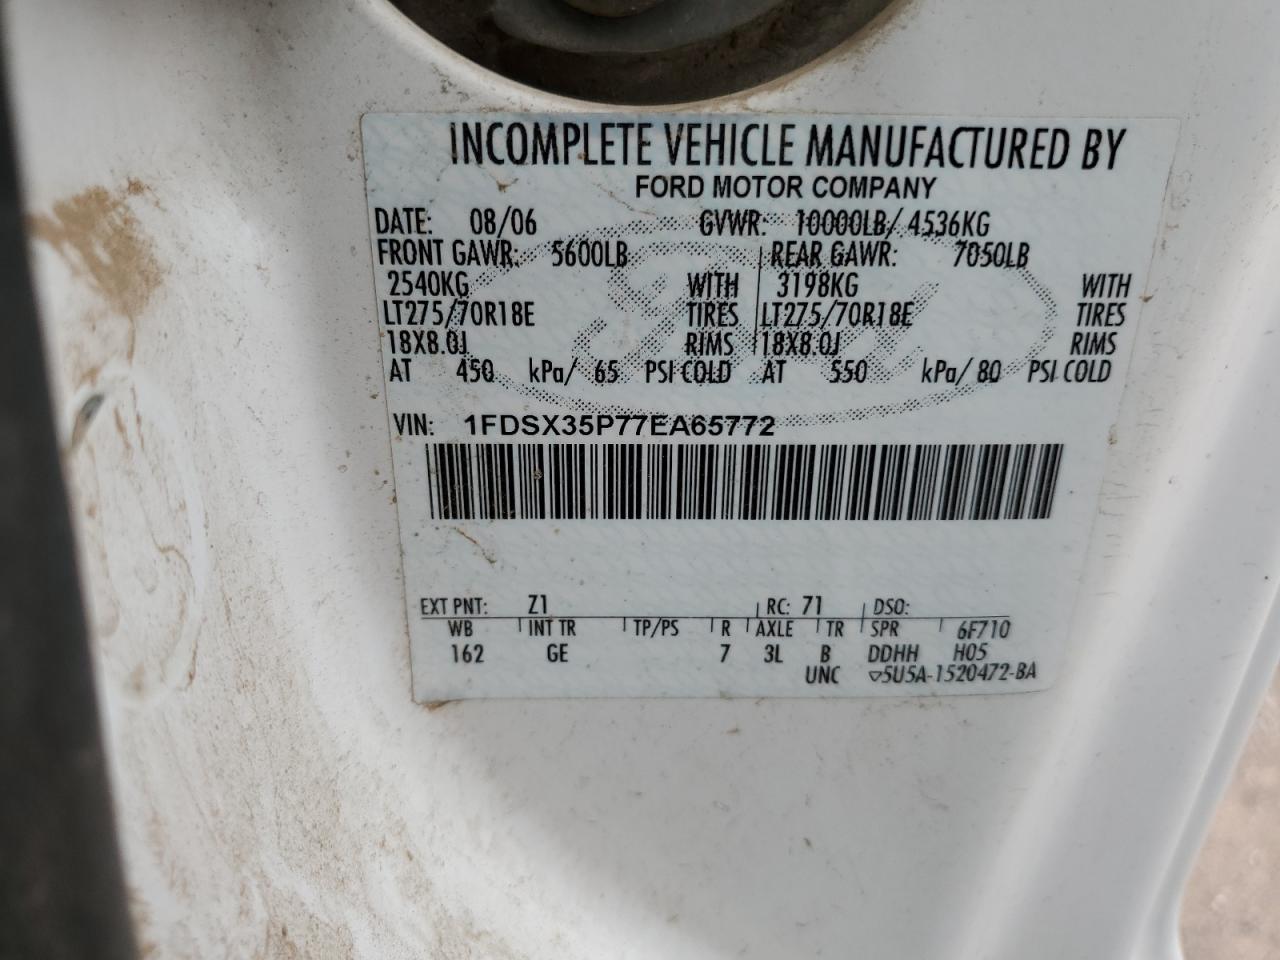 INCOMPLETE VEHICLE MANUFACTURED BY
FORD MOTOR COMPANY
DATE: 08/06 GVWR: 10000LB/ 4536KG
FRONT GAWR: 5600LB REAR GAWR: 7050LB
2540KG WITH 3198KG WITH
LT275/70R18E TIRES LT275/70R18E TIRES
18X8.0J RIMS 18X8.0J RIMS
AT 450 kPa/ 65 PSI COLD AT 550 kPa/ 80 PSI COLD
VIN: 1FDSX35P77EA65772
EXT PNT: Z1 RC: 71 DSO:
WB INT TR TP/PS R AXLE TR SPR 6F710
162 GE 7 3L B DDHH H05
UNC ▽5U5A-1520472-BA